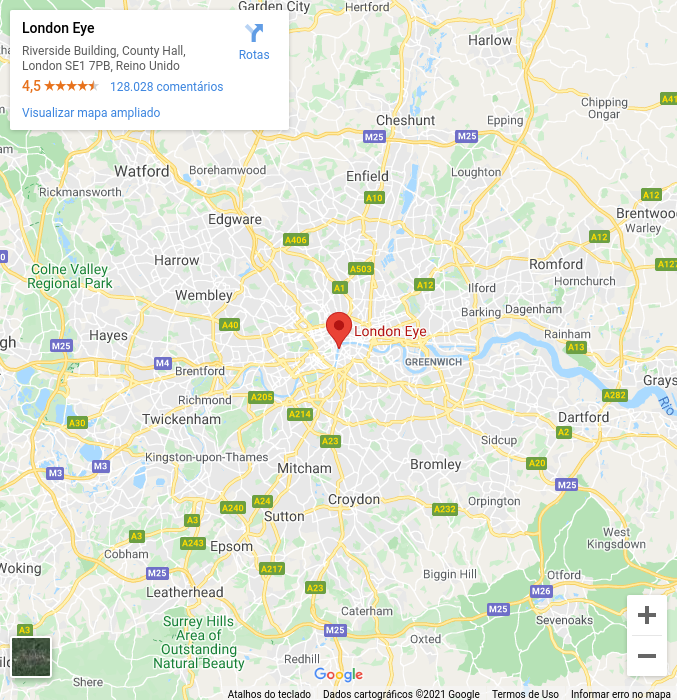 London Eye
Riverside Building, County Hall,
London SE1 7PB, Reino Unido
4,5
128.028 comentários
Visualizar mapa ampliado
Rotas
Garden City
Hertford
Harlow
Chipping
Ongar
Epping
Cheshunt
M25
M25
Watford
Borehamwood
Enfield
Loughton
Rickmansworth
A10
A12
Brentwoo
Warley
Edgware
A406
A12
Harrow
A503
Romford
Colne Valley
Regional Park
A1
A12
Ilford
Hornchurch
Wembley
Barking
Dagenham
A40
London Eye
Rainham
Hayes
M25
A13
M4
Brentford
GREENWICH
Grays
Richmond
A205
A282
Rio
A214
Twickenham
A30
Dartford
A23
A2
Sidcup
Kingston-upon-Thames
M3
M3
Mitcham
Bromley
A20
M25
Croydon
Orpington
A24
A240
A232
Sutton
A3
A3
A243
Epsom
West
Kingsdown
Cobham
Woking
M25
A217
Biggin Hill
Otford
A23
Leatherhead
M26
M25
Caterham
Sevenoaks
Surrey Hills
Area of
Outstanding
Natural Beauty
A3
M25
Oxted
Redhill
Shere
Google
Atalhos do teclado
Dados cartográficos ©2021 Google
Termos de Uso
Informar erro no mapa